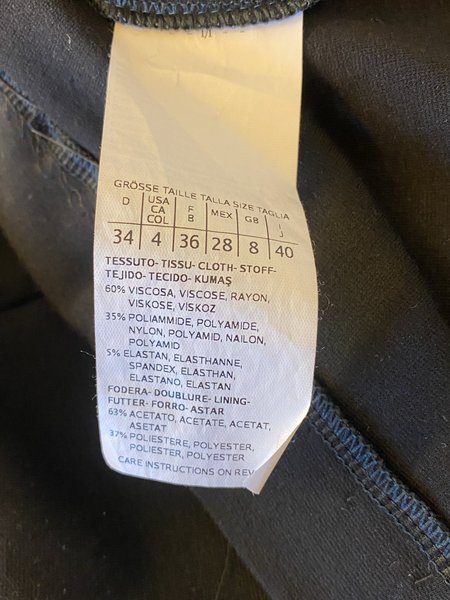 1/1
GRÖSSE TAILLE TALLA SIZE TAGLIA
D USA CA COL F B MEX GB I J
34 4 36 28 8 40
TESSUTO- TISSU- CLOTH- STOFF-
TEJIDO- TECIDO- KUMAŞ
60% VISCOSA, VISCOSE, RAYON,
VISKOSE, VISKOZ
35% POLIAMMIDE, POLYAMIDE,
NYLON, POLYAMID, NAILON,
POLYAMID
5% ELASTAN, ELASTHANNE,
SPANDEX, ELASTHAN,
ELASTANO, ELASTAN
FODERA- DOUBLURE- LINING-
FUTTER- FORRO- ASTAR
63% ACETATO, ACETATE, ACETAT,
ASETAT
37% POLIESTERE, POLYESTER,
POLIESTER, POLYESTER
CARE INSTRUCTIONS ON REV